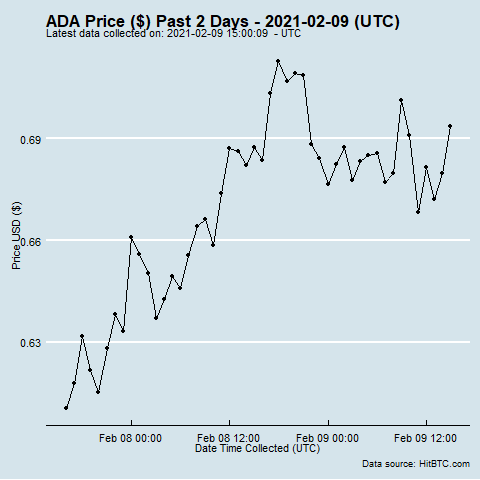 ADA Price ($) Past 2 Days - 2021-02-09 (UTC)
Latest data collected on: 2021-02-09 15:00:09 - UTC
Price USD ($)
0.69
0.66
0.63
Feb 08 00:00
Feb 08 12:00
Feb 09 00:00
Feb 09 12:00
Date Time Collected (UTC)
Data source: HitBTC.com